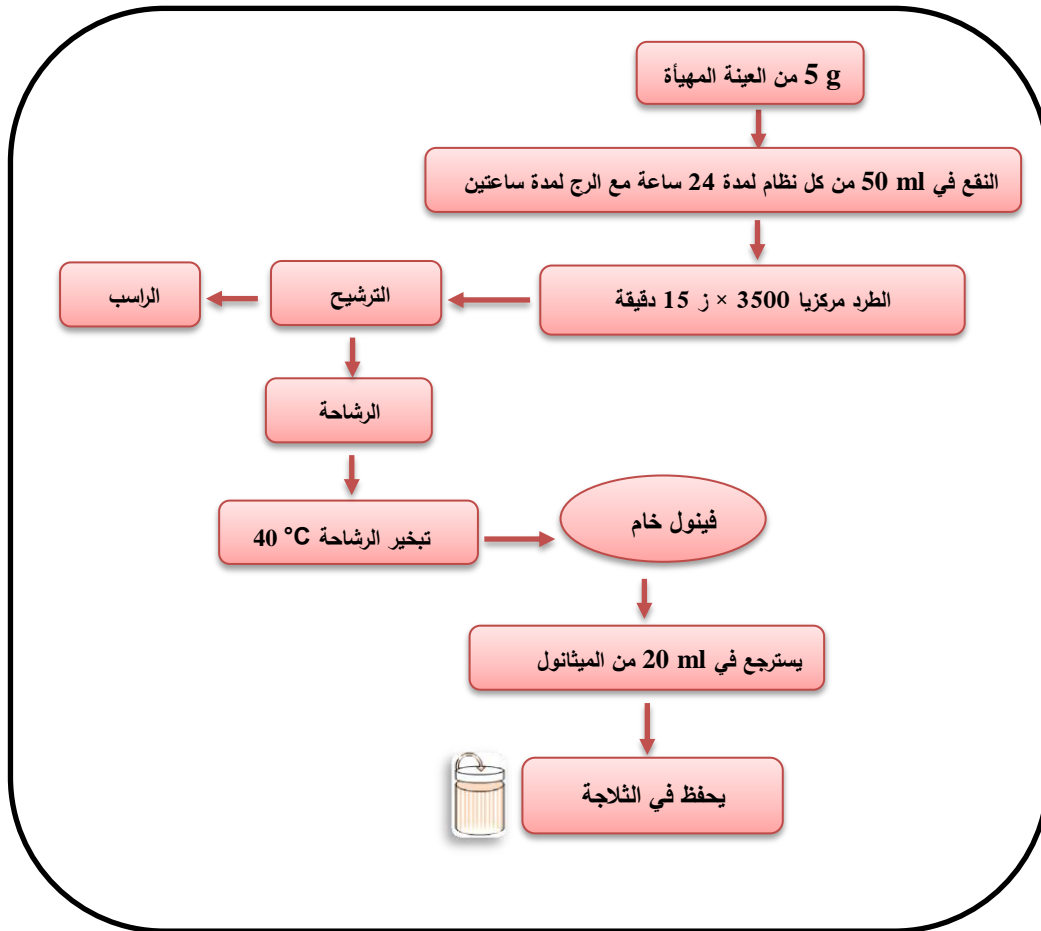 5 g من العينة المهيأة
النقع في 50 ml من كل نظام لمدة 24 ساعة مع الرج لمدة ساعتين
الطرد مركزيا 3500 × ز 15 دقيقة
الترشيح
الراسب
الرشاحة
تبخير الرشاحة 40 °C
فينول خام
يسترجع في 20 ml من الميثانول
يحفظ في الثلاجة